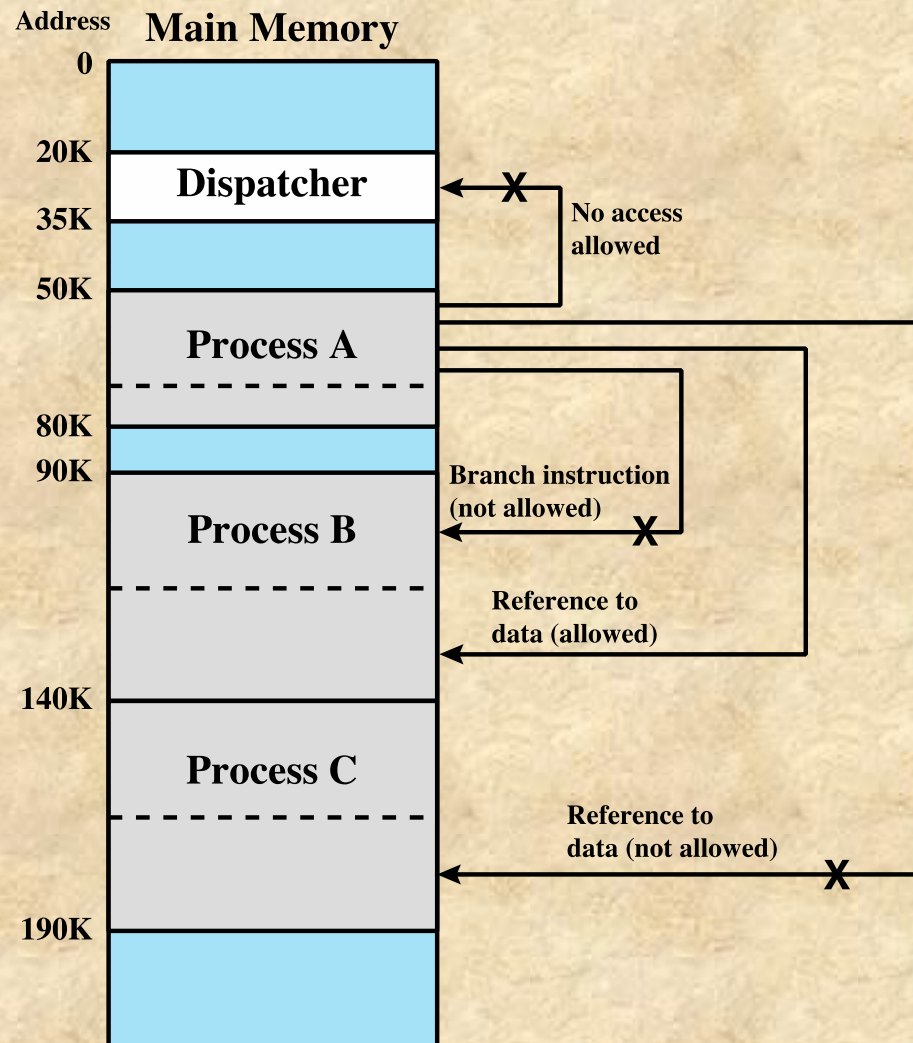 Address
Main Memory
0
20K
Dispatcher
X
No access
allowed
35K
50K
Process A
80K
90K
Branch instruction
(not allowed)
X
Process B
Reference to
data (allowed)
140K
Process C
Reference to
data (not allowed)
X
190K